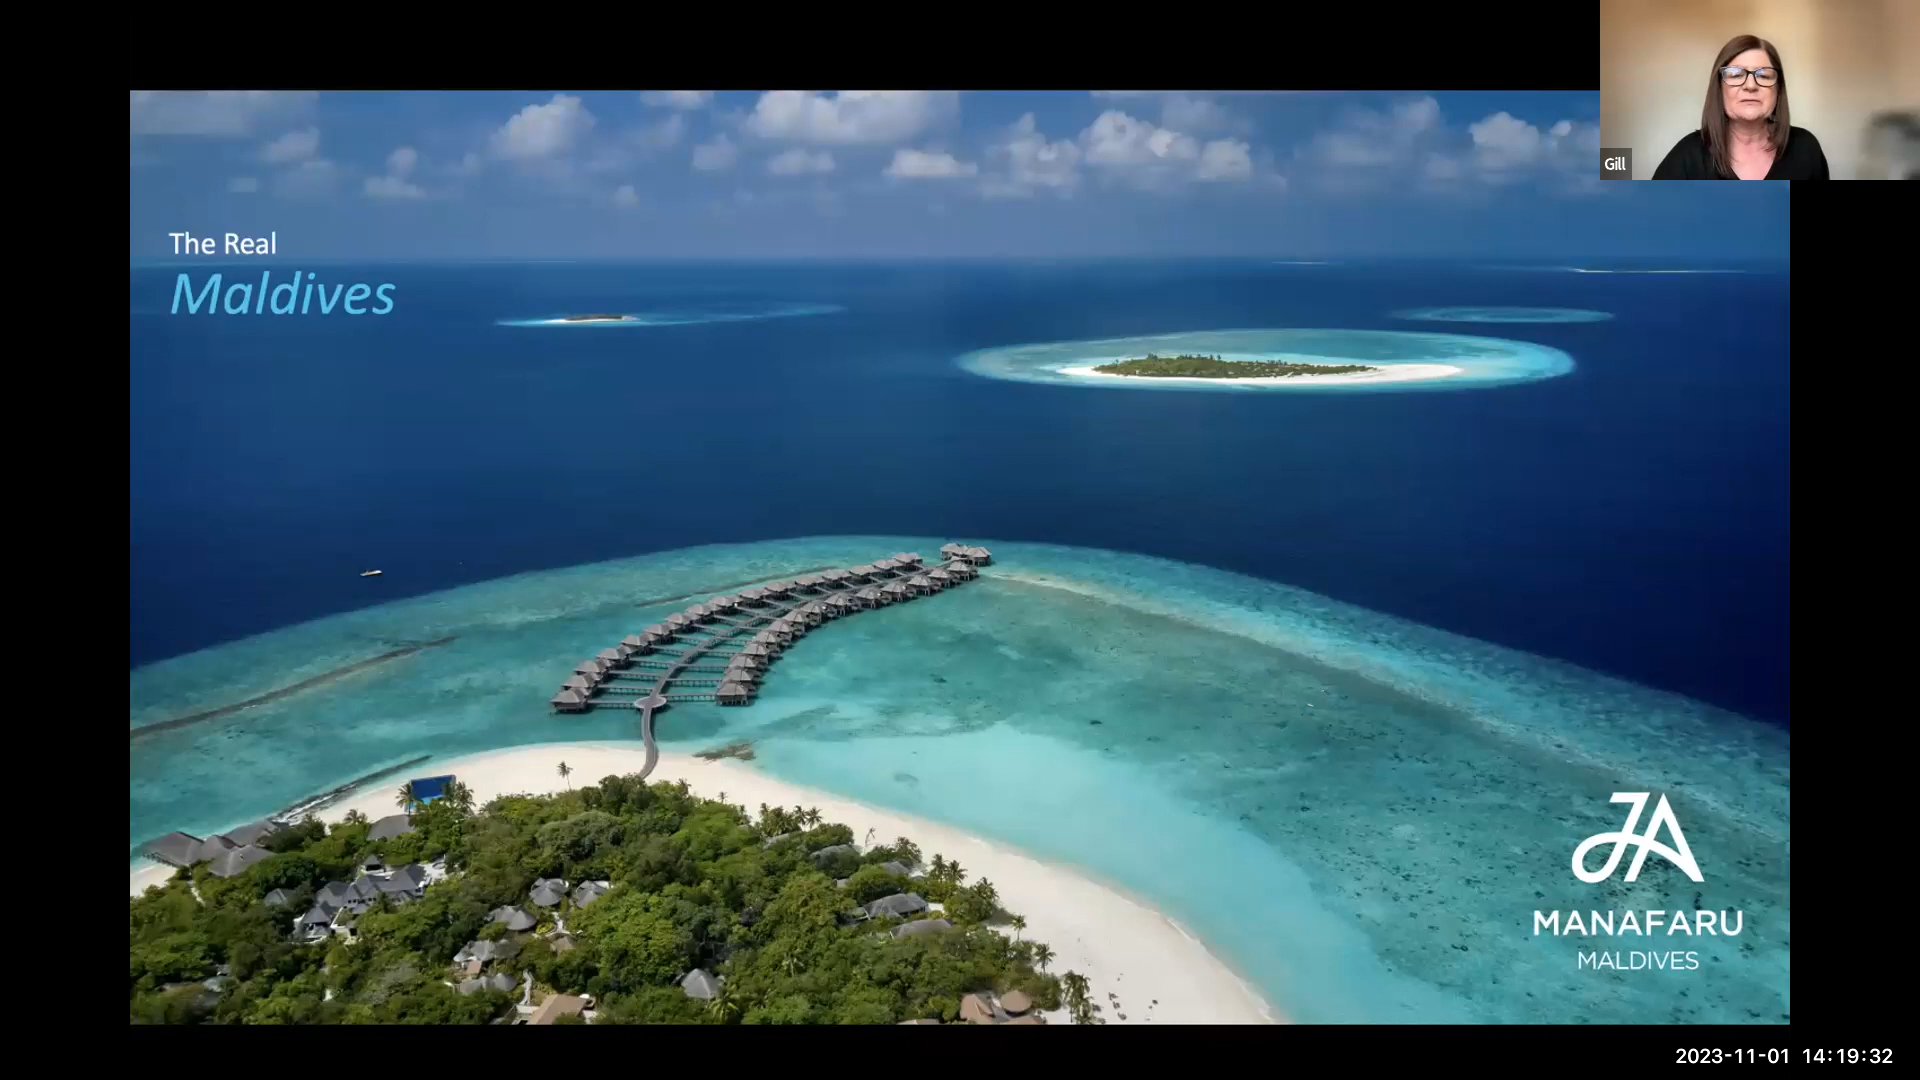 Gill
The Real
Maldives
JA
MANAFARU
MALDIVES
2023-11-01 14:19:32